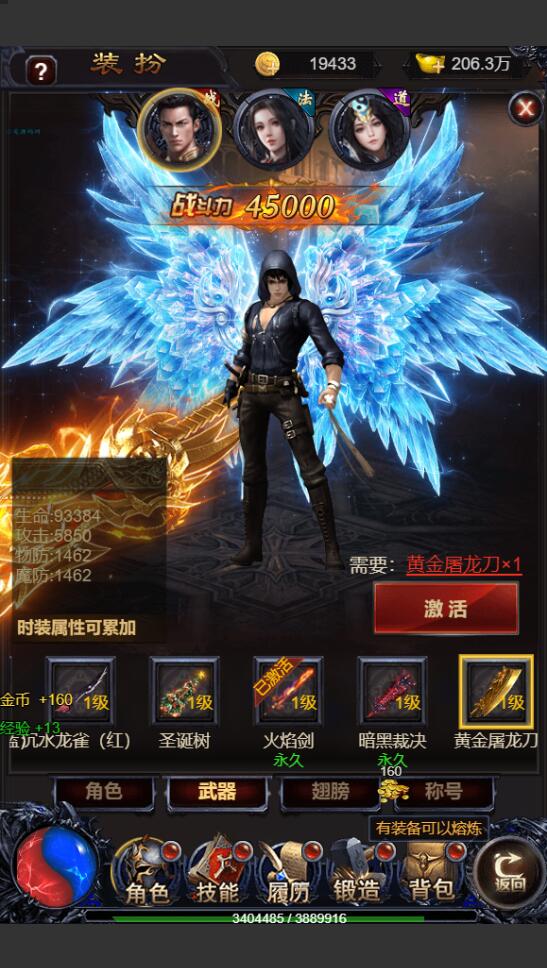 ?
装扮
19433
206.3万
战
法
道
X
战斗力 45000
生命:93384
攻击:5850
物防:1462
魔防:1462
时装属性可累加
需要：黄金屠龙刀×1
激活
金币 +160
1级
1级
已激活
1级
1级
1级
经验 +13
沉水龙雀（红）
圣诞树
火焰剑
暗黑裁决
黄金屠龙刀
永久
永久
160
角色
武器
翅膀
称号
有装备可以熔炼
角色
技能
履历
锻造
背包
返回
3404485 / 3889916